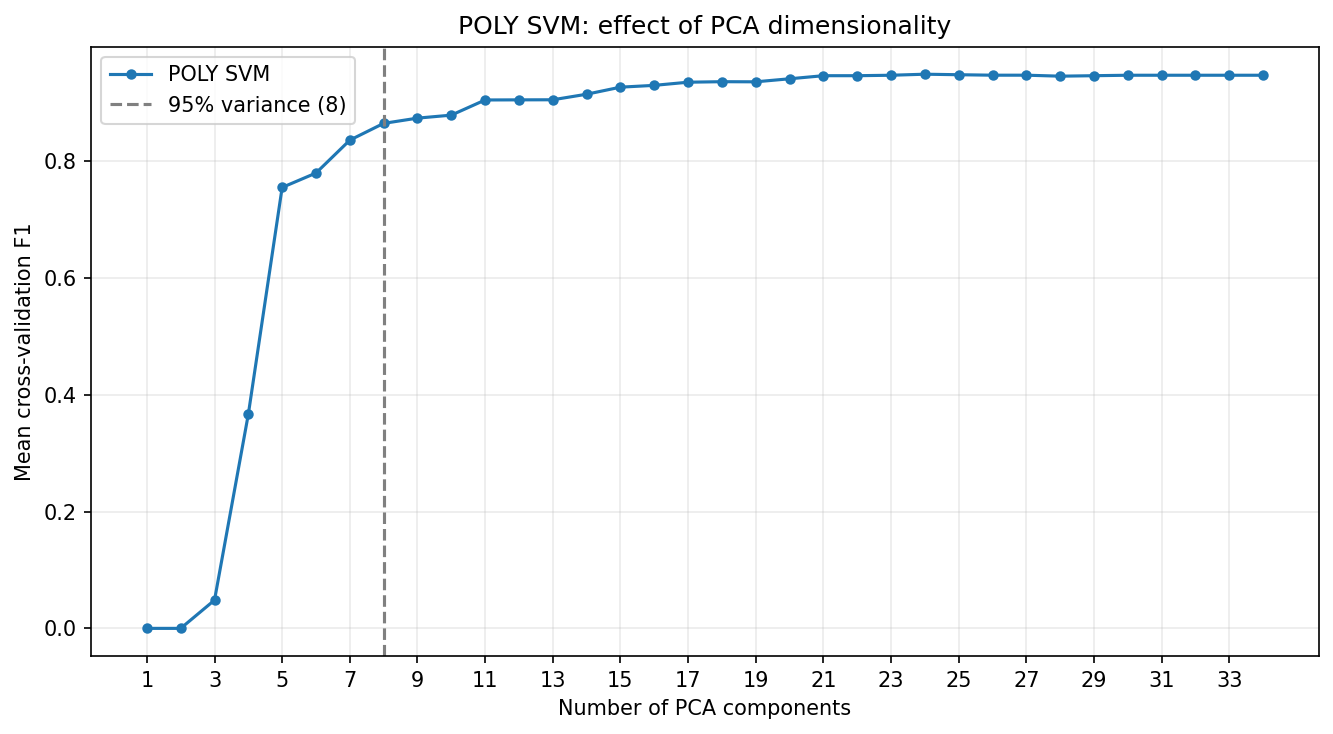 POLY SVM: effect of PCA dimensionality
POLY SVM
95% variance (8)
Mean cross-validation F1
0.8
0.6
0.4
0.2
0.0
1 3 5 7 9 11 13 15 17 19 21 23 25 27 29 31 33
Number of PCA components